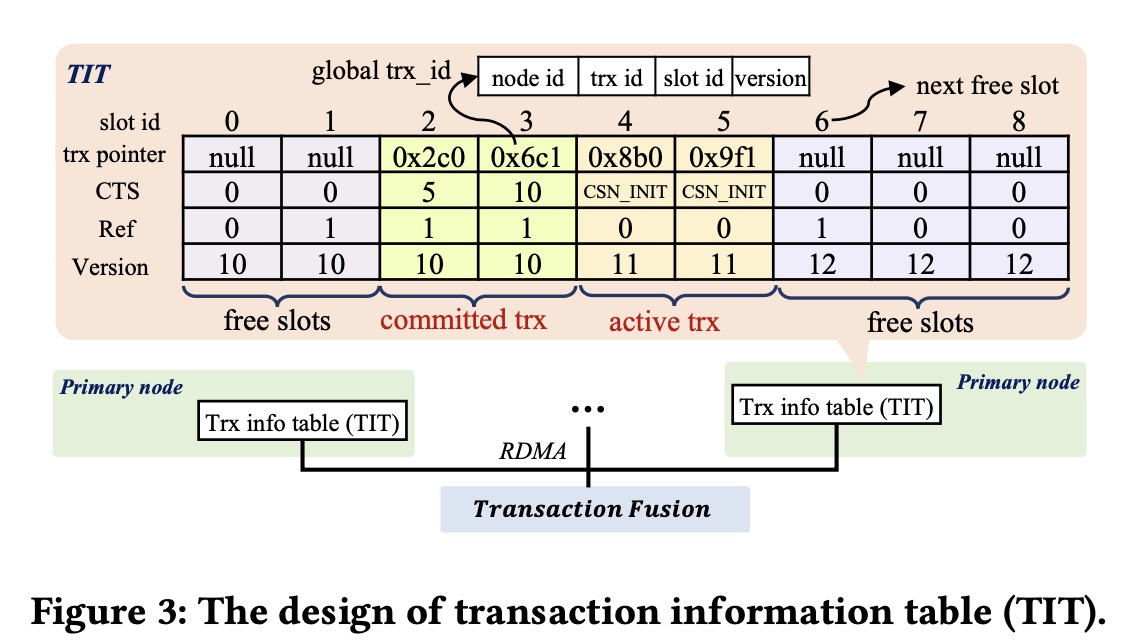 TIT
global trx_id node id trx id slot id version
next free slot
slot id 0 1 2 3 4 5 6 7 8
trx pointer null null 0x2c0 0x6c1 0x8b0 0x9f1 null null null
CTS 0 0 5 10 CSN_INIT CSN_INIT 0 0 0
Ref 0 1 1 1 0 0 1 0 0
Version 10 10 10 10 11 11 12 12 12
free slots committed trx active trx free slots
Primary node Primary node
Trx info table (TIT) ... Trx info table (TIT)
RDMA
Transaction Fusion
Figure 3: The design of transaction information table (TIT).